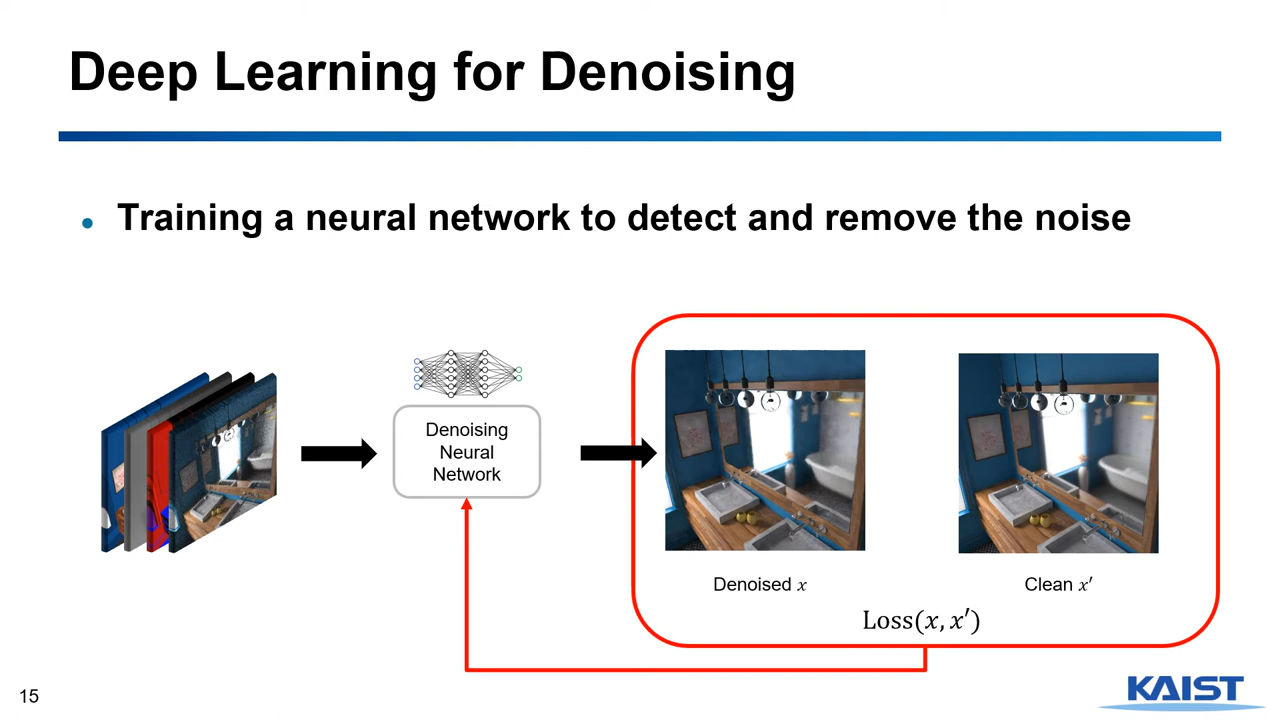 Deep Learning for Denoising
• Training a neural network to detect and remove the noise
Denoising
Neural
Network
Denoised x
Clean x′
Loss(x, x′)
15
KAIST